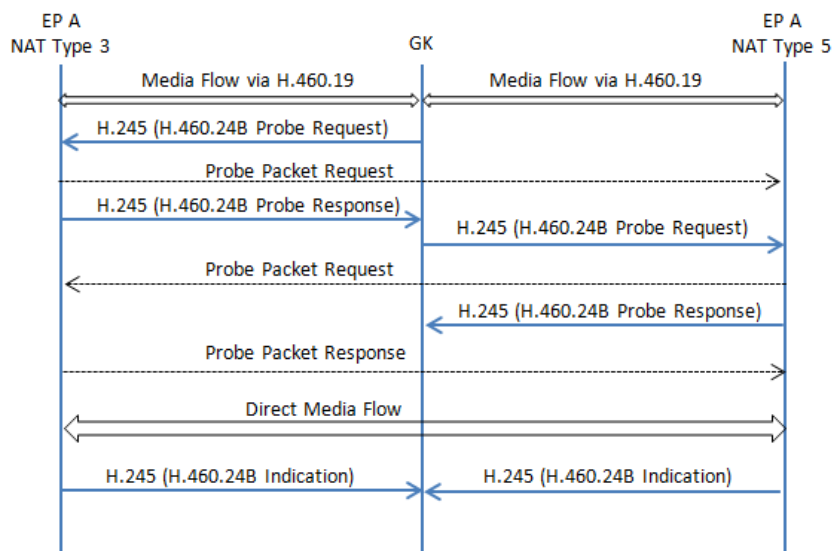 EP A
NAT Type 3
GK
EP A
NAT Type 5
Media Flow via H.460.19
Media Flow via H.460.19
H.245 (H.460.24B Probe Request)
Probe Packet Request
H.245 (H.460.24B Probe Response)
H.245 (H.460.24B Probe Request)
Probe Packet Request
H.245 (H.460.24B Probe Response)
Probe Packet Response
Direct Media Flow
H.245 (H.460.24B Indication)
H.245 (H.460.24B Indication)